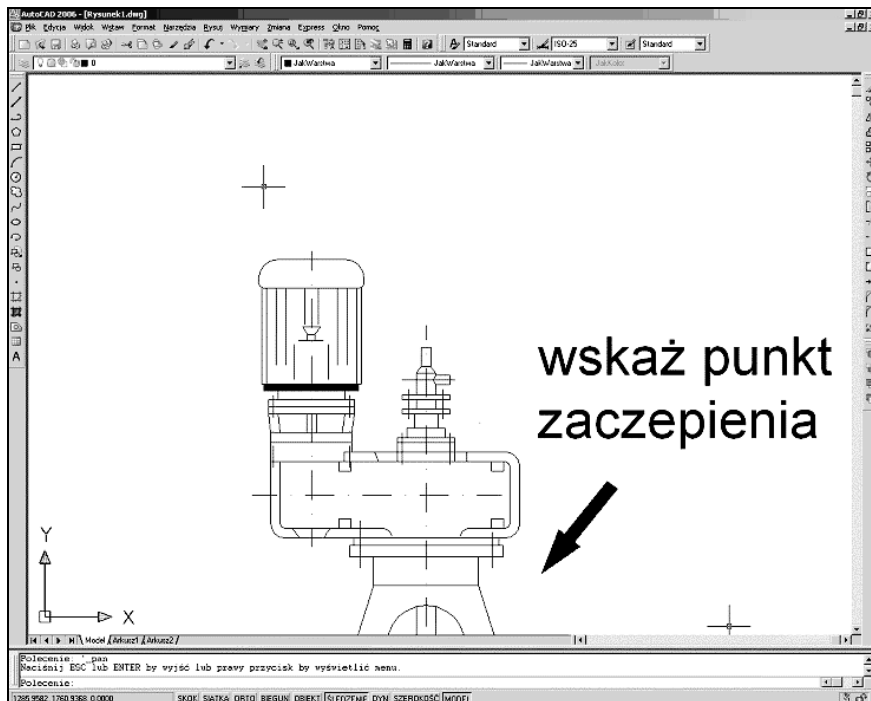 AutoCAD 2006 - [Rysunek1.dwg]
Plik Edycja Widok Wstaw Format Narzędzia Rysuj Wymiary Zmiana Express Okno Pomoc
Standard ISO-25 Standard
0 JakWarstwa JakWarstwa JakWarstwa JakKolor
A
wskaż punkt
zaczepienia
Y
X
Model Arkusz1 Arkusz2
Polecenie: '_pan
Naciśnij ESC lub ENTER by wyjść lub prawy przycisk by wyświetlić menu.
Polecenie:
1285.9582, 1760.9368, 0.0000 SKOK SIATKA ORTO BIEGUN OBIEKT ŚLEDZENIE DYN SZEROKOŚĆ MODEL